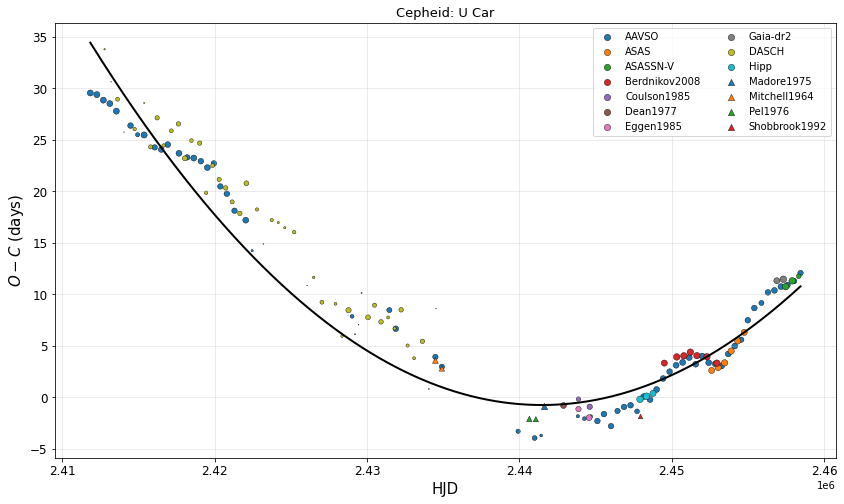 Cepheid: U Car
AAVSO
ASAS
ASASSN-V
Berdnikov2008
Coulson1985
Dean1977
Eggen1985
Gaia-dr2
DASCH
Hipp
Madore1975
Mitchell1964
Pel1976
Shobbrook1992
O − C (days)
35
30
25
20
15
10
5
0
−5
2.41
2.42
2.43
2.44
2.45
2.46
1e6
HJD